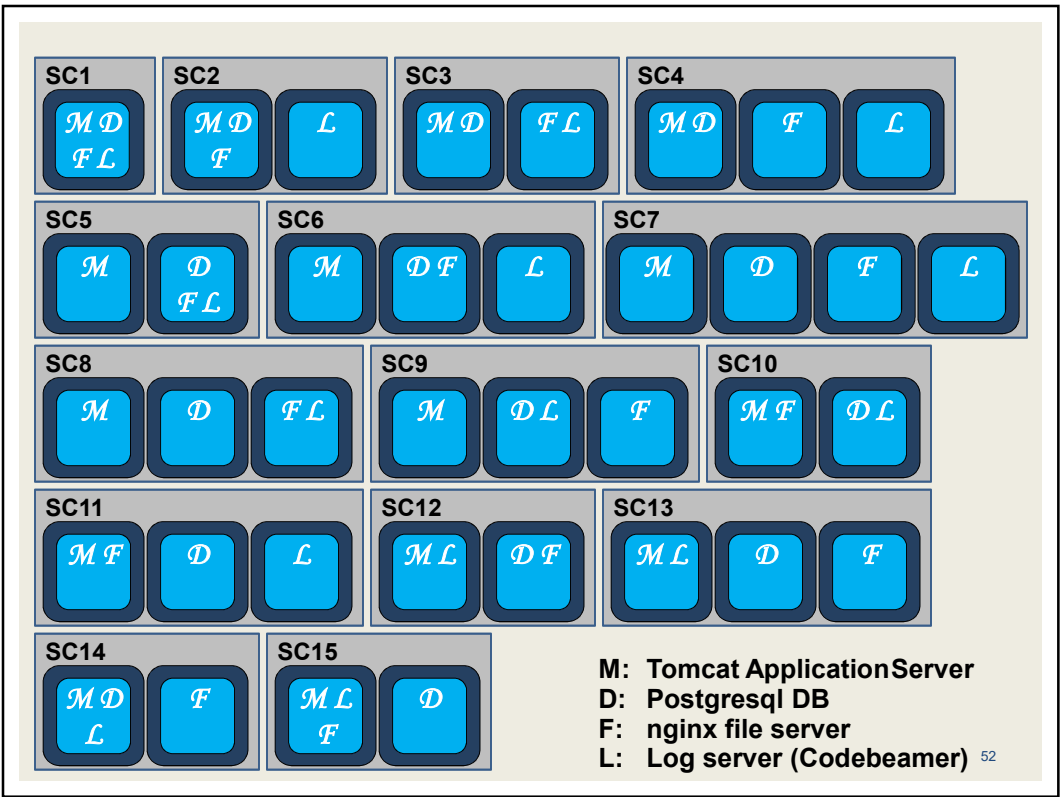 SC1 SC2 SC3 SC4
M D M D L M D F L M D F L
F L F
SC5 SC6 SC7
M D M D F L M D F L
F L
SC8 SC9 SC10
M D F L M D L F M F D L
SC11 SC12 SC13
M F D L M L D F M L D F
SC14 SC15
M D F M L D
L F
M: Tomcat ApplicationServer
D: Postgresql DB
F: nginx file server
L: Log server (Codebeamer) 52